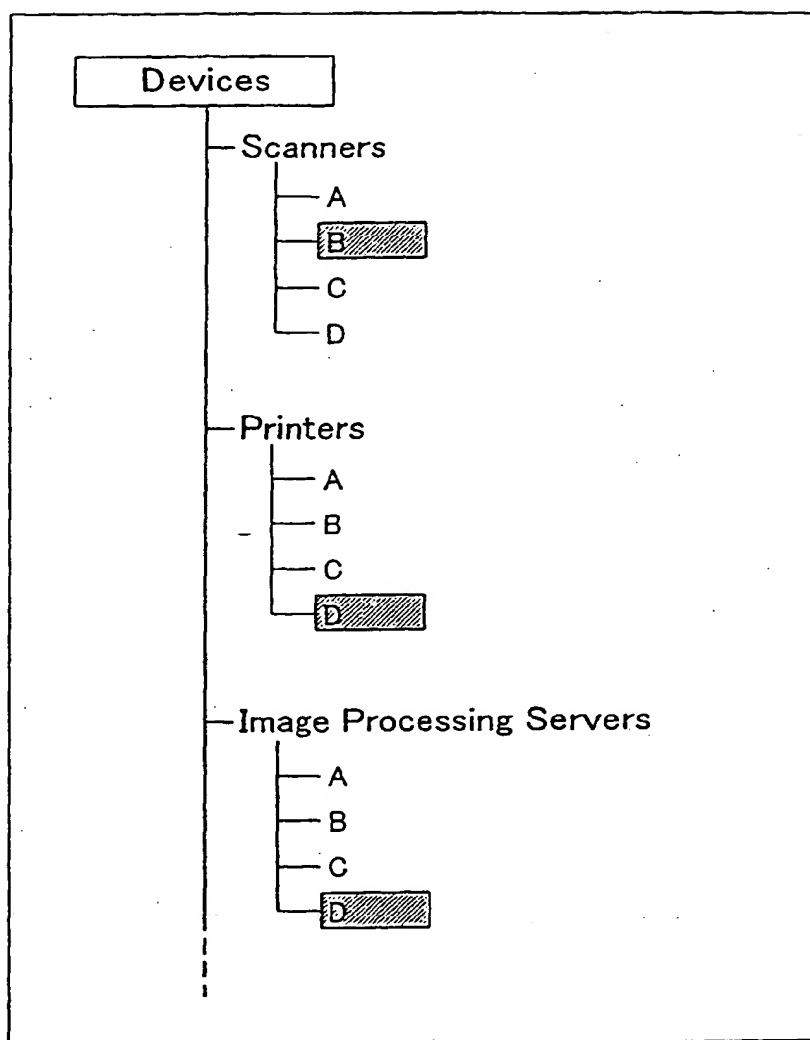 Devices
Scanners
A
B
C
D
Printers
A
B
C
D
Image Processing Servers
A
B
C
D